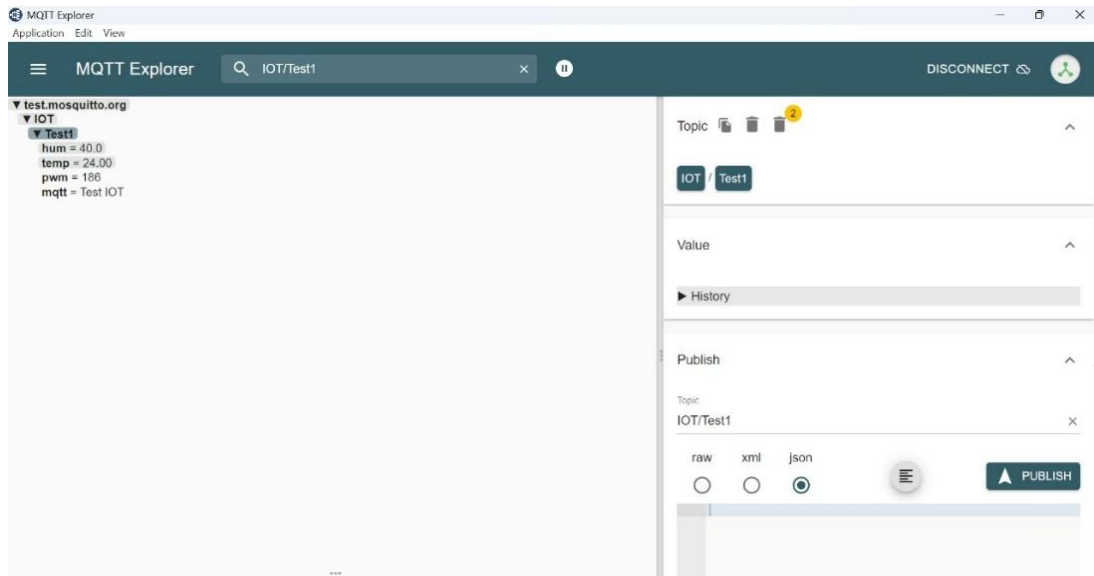 MQTT Explorer
Application Edit View
MQTT Explorer
IOT/Test1
DISCONNECT
▼ test.mosquitto.org
▼ IOT
▼ Test1
hum = 40.0
temp = 24.00
pwm = 186
mqtt = Test IOT
Topic
2
IOT / Test1
Value
▶ History
Publish
Topic
IOT/Test1
raw xml json
PUBLISH